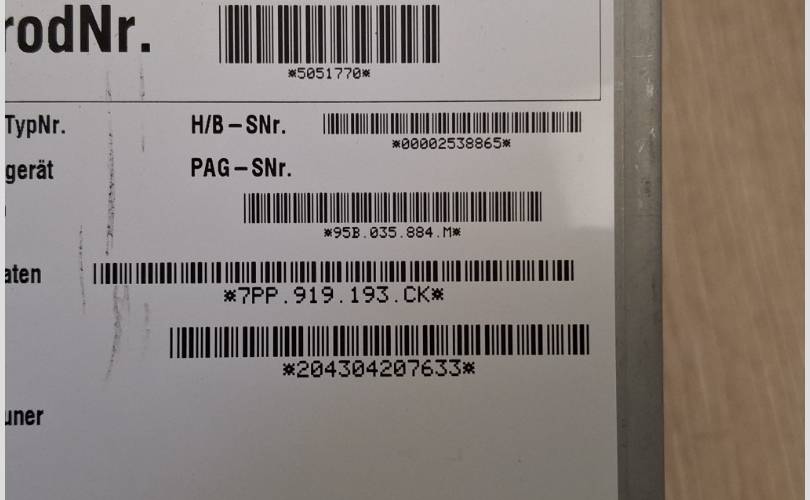 rodNr.
*5051770*
TypNr. H/B-SNr.
*00002538865*
gerät PAG-SNr.
*95B.035.884.M*
aten
*7PP.919.193.CK*
*204304207633*
uner